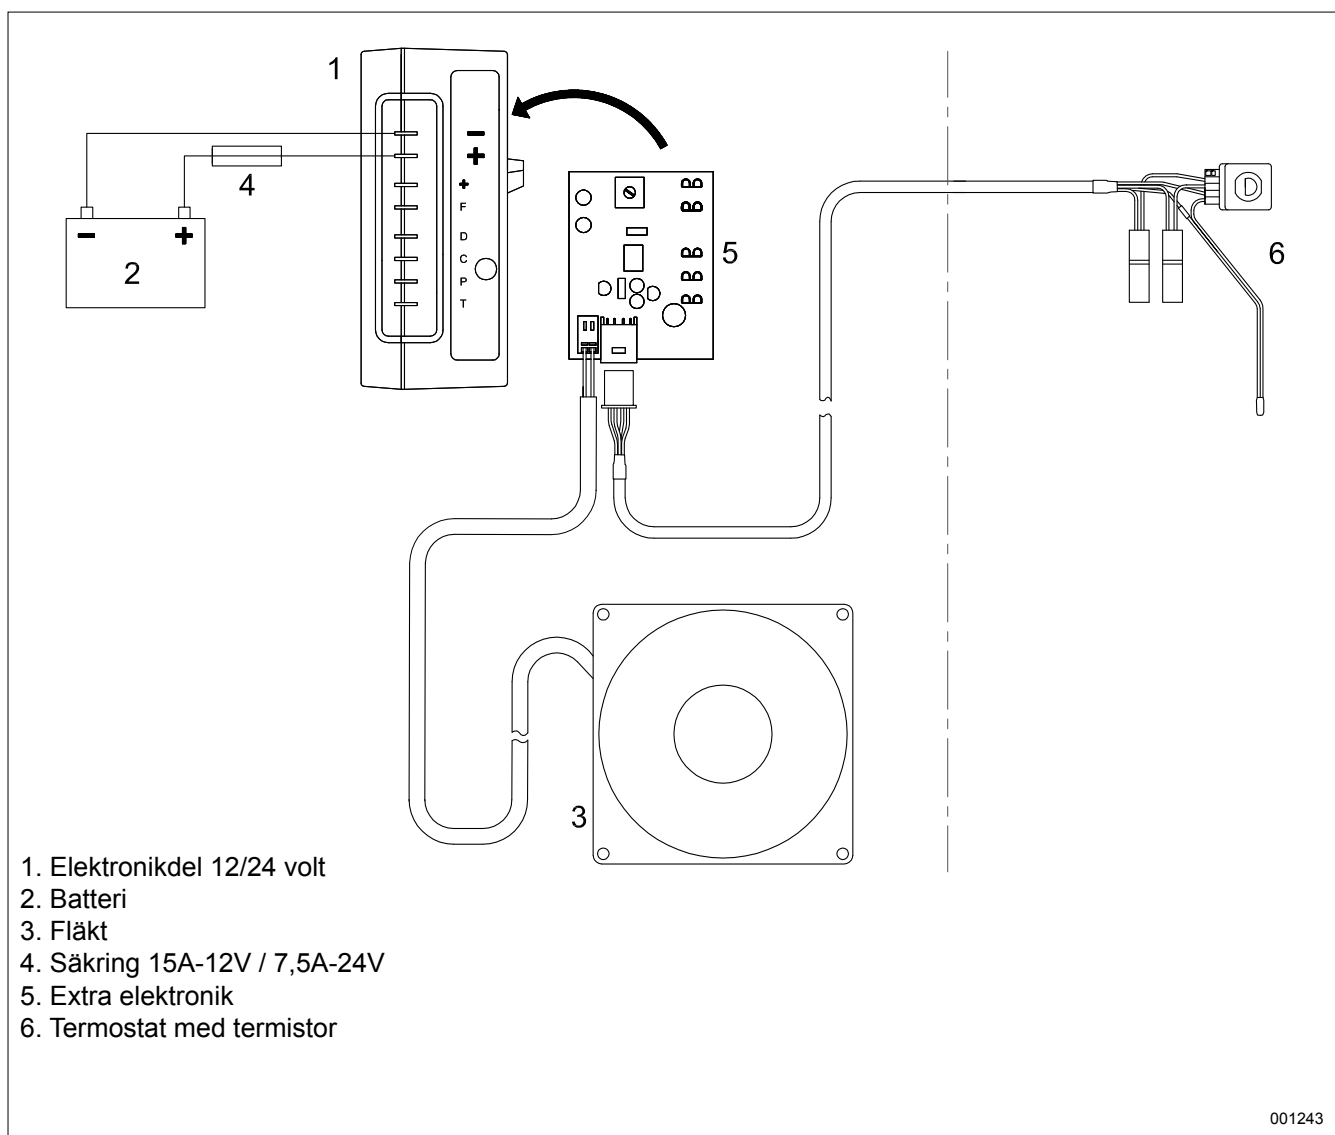 1
−
+
+
F
D
C
P
T
4
− +
2
5
6
3
1. Elektronikdel 12/24 volt
2. Batteri
3. Fläkt
4. Säkring 15A-12V / 7,5A-24V
5. Extra elektronik
6. Termostat med termistor
001243